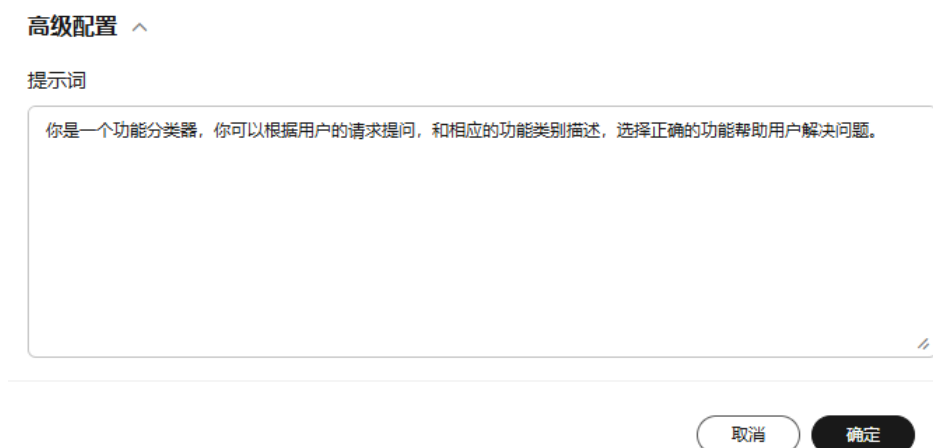 高级配置
提示词
你是一个功能分类器，你可以根据用户的请求提问，和相应的功能类别描述，选择正确的功能帮助用户解决问题。
取消
确定